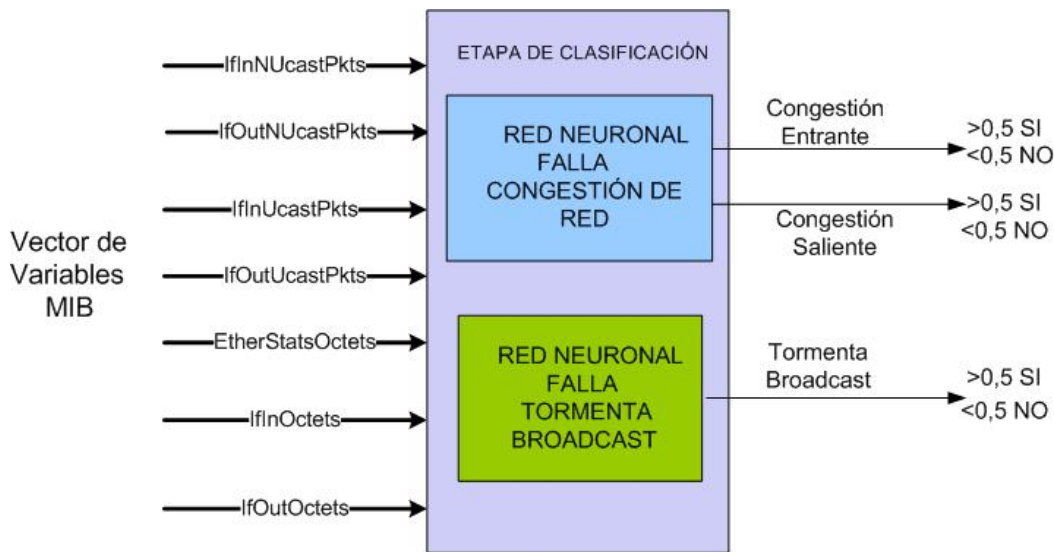 Vector de
Variables
MIB
IfInNUcastPkts
IfOutNUcastPkts
IfInUcastPkts
IfOutUcastPkts
EtherStatsOctets
IfInOctets
IfOutOctets
ETAPA DE CLASIFICACIÓN
RED NEURONAL
FALLA
CONGESTIÓN DE
RED
RED NEURONAL
FALLA
TORMENTA
BROADCAST
Congestión
Entrante
>0,5 SI
<0,5 NO
Congestión
Saliente
>0,5 SI
<0,5 NO
Tormenta
Broadcast
>0,5 SI
<0,5 NO